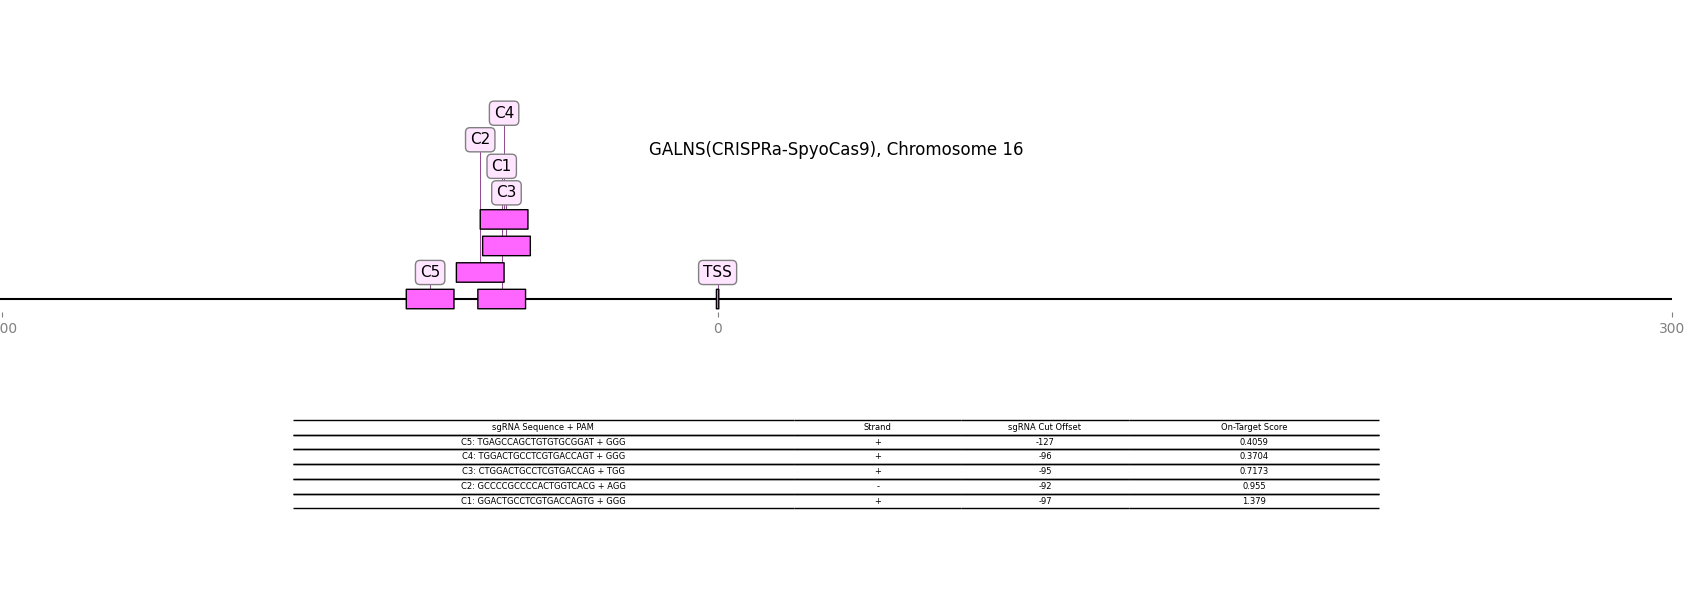 C4
C2
GALNS(CRISPRa-SpyoCas9), Chromosome 16
C1
C3
C5
TSS
00
0
300
sgRNA Sequence + PAM Strand sgRNA Cut Offset On-Target Score
C5: TGAGCCAGCTGTGTGCGGAT + GGG + -127 0.4059
C4: TGGACTGCCTCGTGACCAGT + GGG + -96 0.3704
C3: CTGGACTGCCTCGTGACCAG + TGG + -95 0.7173
C2: GCCCCGCCCCACTGGTCACG + AGG - -92 0.955
C1: GGACTGCCTCGTGACCAGTG + GGG + -97 1.379